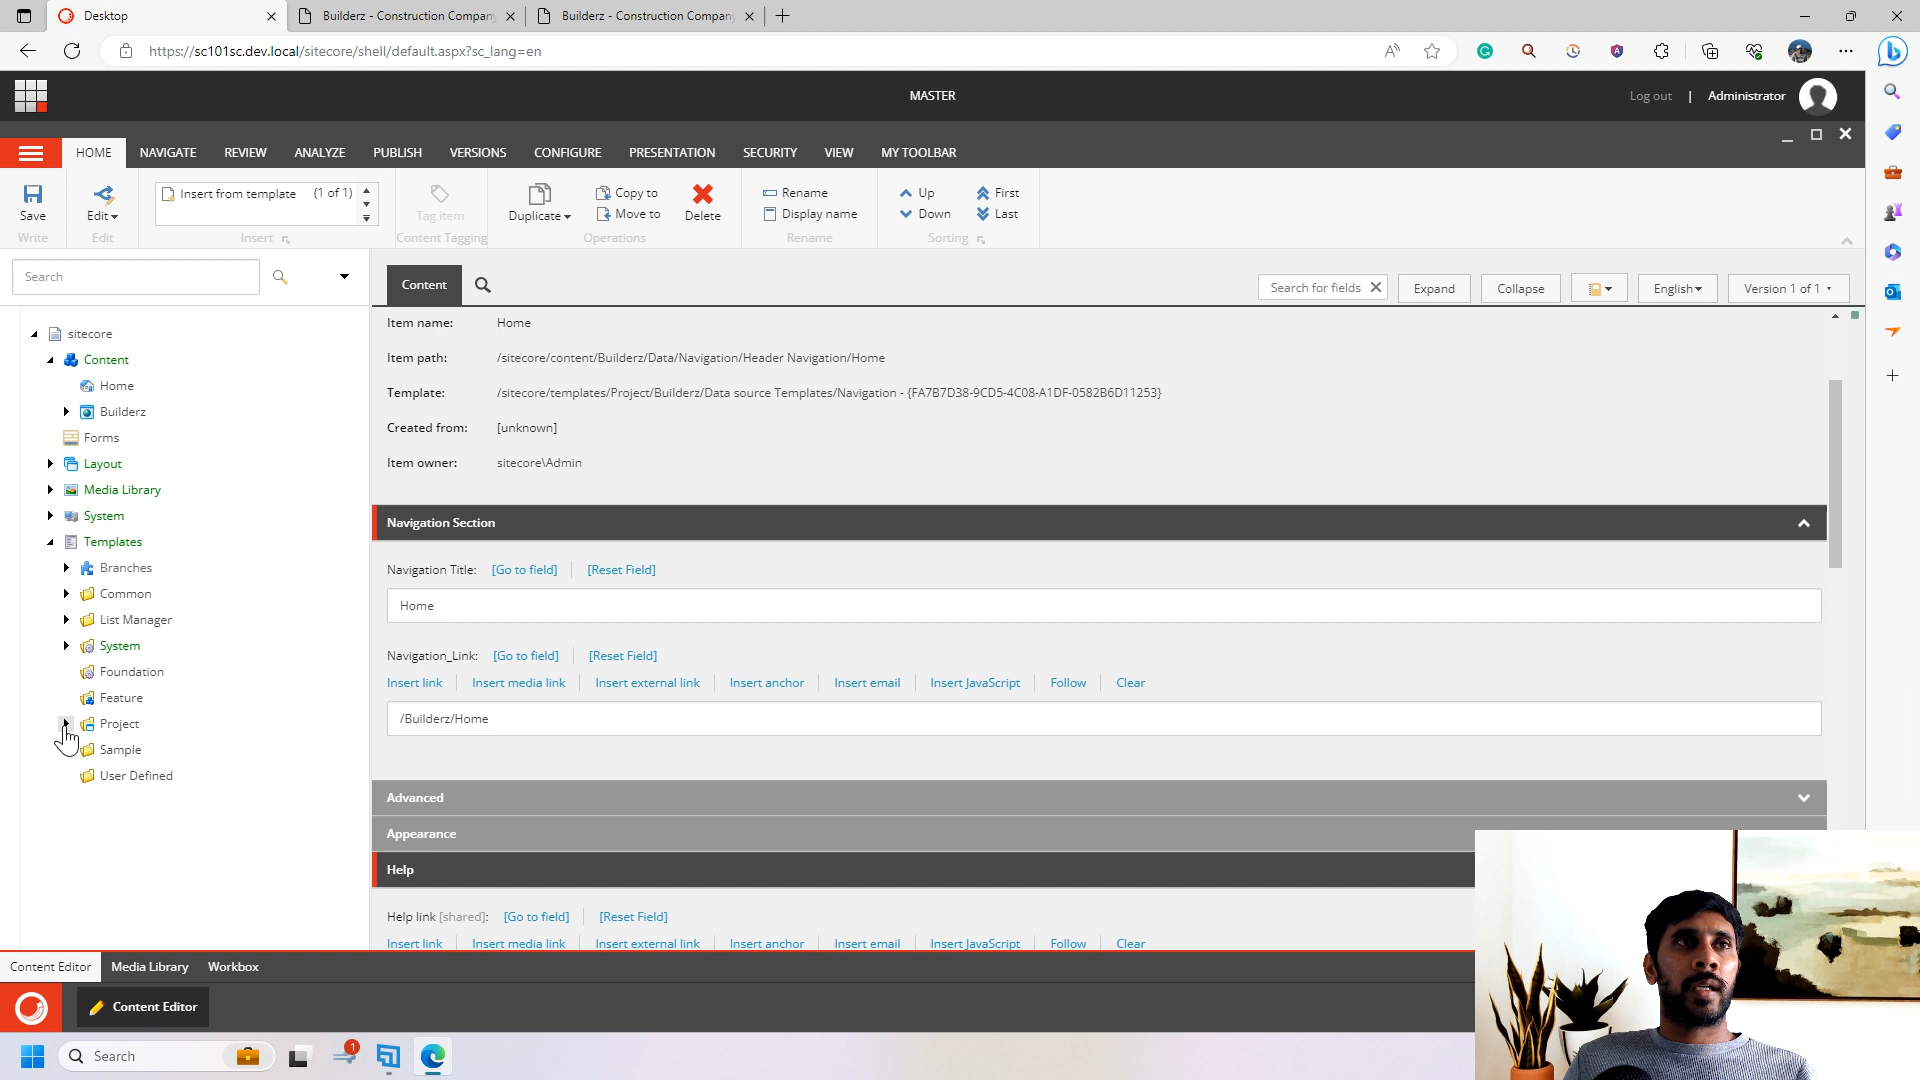 Desktop
Builderz - Construction Company
Builderz - Construction Company
https://sc101sc.dev.local/sitecore/shell/default.aspx?sc_lang=en
MASTER
Log out | Administrator
HOME NAVIGATE REVIEW ANALYZE PUBLISH VERSIONS CONFIGURE PRESENTATION SECURITY VIEW MY TOOLBAR
Insert from template (1 of 1)
Copy to
Rename
Up
First
Save
Edit
Tag item
Duplicate
Move to
Delete
Display name
Down
Last
Write
Edit
Insert
Content Tagging
Operations
Rename
Sorting
Search
Content
Search for fields
Expand
Collapse
English
Version 1 of 1
sitecore
Content
Home
Builderz
Forms
Layout
Media Library
System
Templates
Branches
Common
List Manager
System
Foundation
Feature
Project
Sample
User Defined
Item name: Home
Item path: /sitecore/content/Builderz/Data/Navigation/Header Navigation/Home
Template: /sitecore/templates/Project/Builderz/Data source Templates/Navigation - {FA7B7D38-9CD5-4C08-A1DF-0582B6D11253}
Created from: [unknown]
Item owner: sitecore\Admin
Navigation Section
Navigation Title: [Go to field] [Reset Field]
Home
Navigation_Link: [Go to field] [Reset Field]
Insert link Insert media link Insert external link Insert anchor Insert email Insert JavaScript Follow Clear
/Builderz/Home
Advanced
Appearance
Help
Help link [shared]: [Go to field] [Reset Field]
Insert link Insert media link Insert external link Insert anchor Insert email Insert JavaScript Follow Clear
Content Editor Media Library Workbox
Content Editor
Search
1